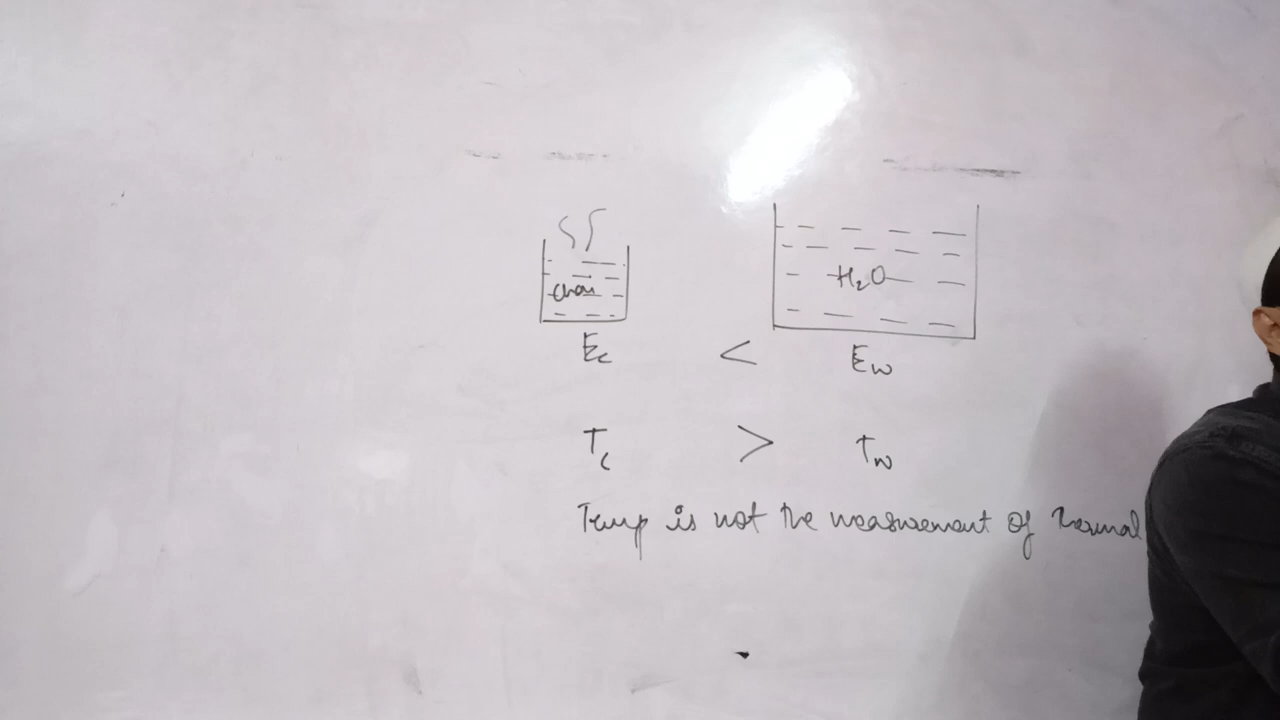 chai
H₂O
Ec < Ew
Tc > Tw
Temp is not the measurement of thermal